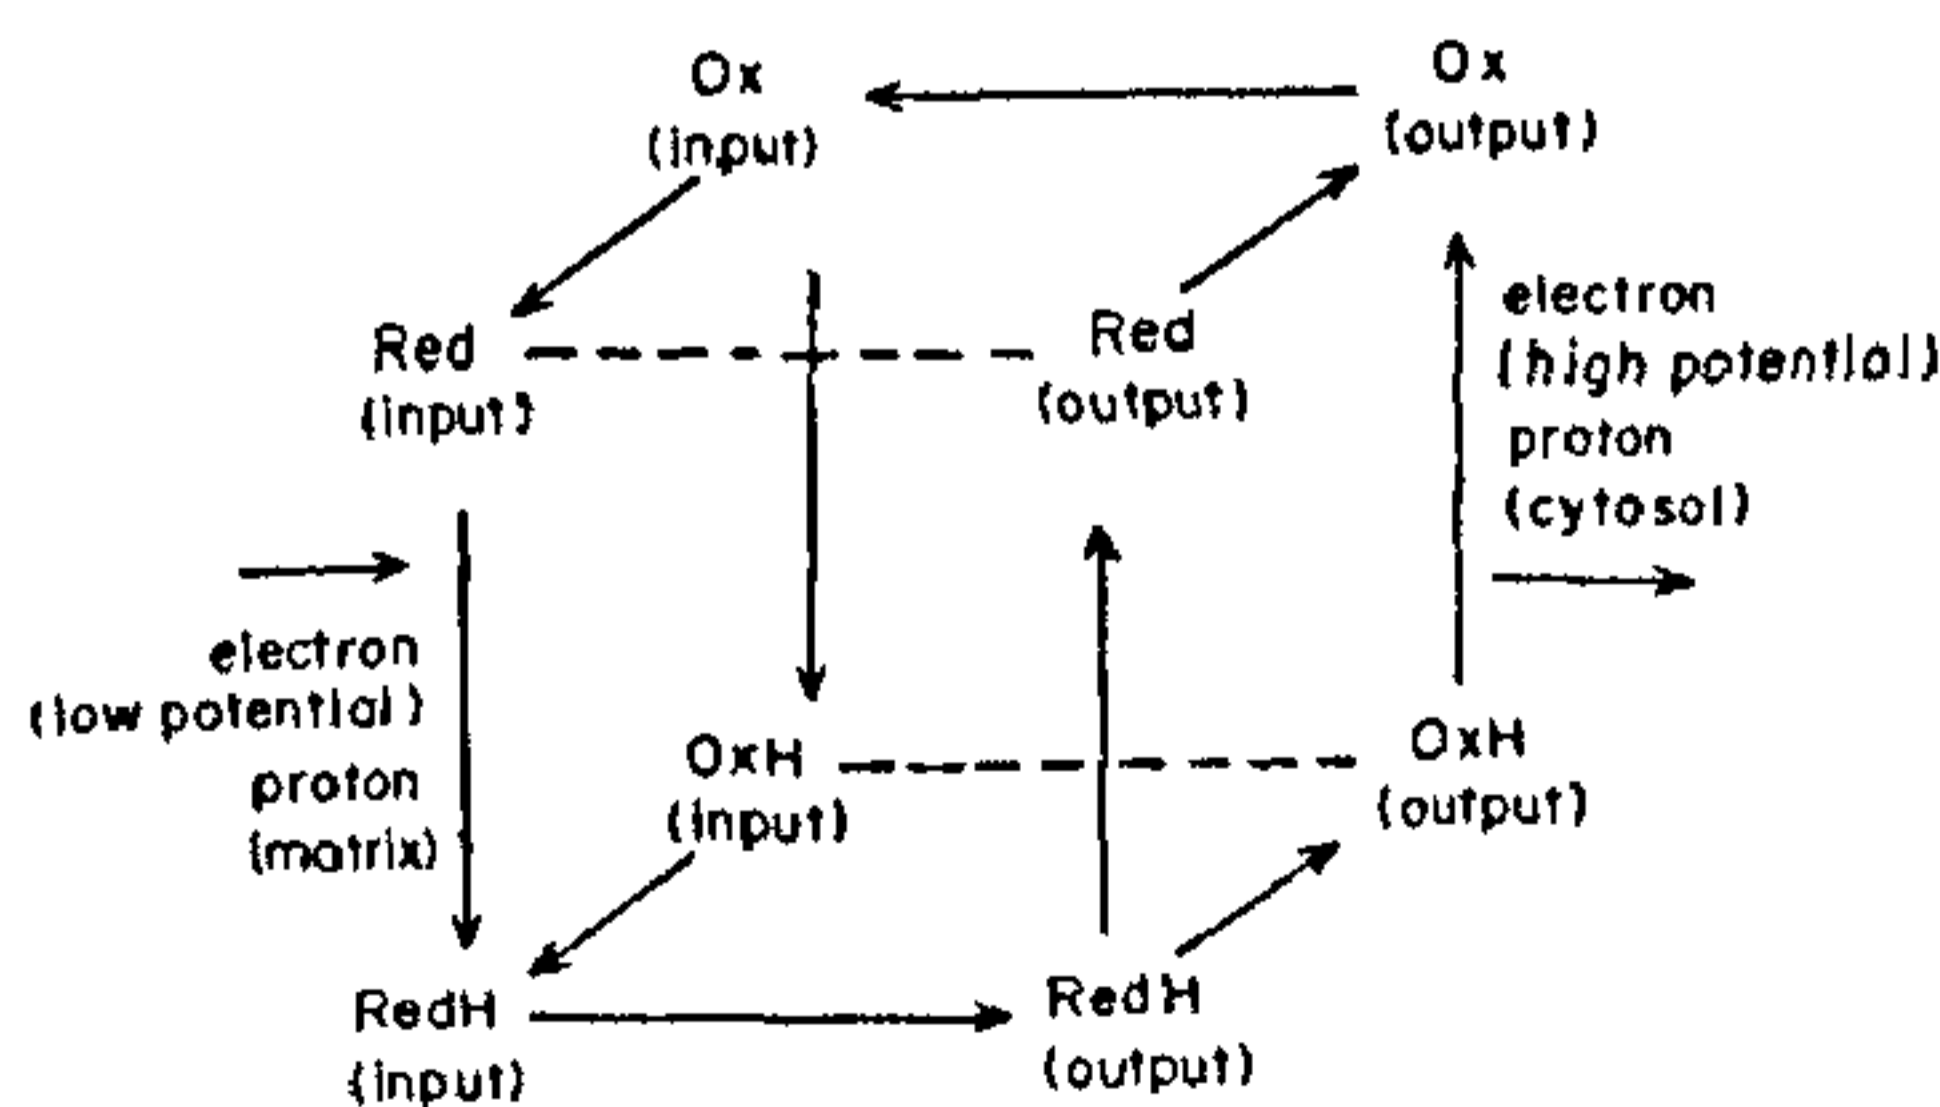 Ox
(input)
Ox
(output)
Red
(input)
Red
(output)
electron
(high potential)
proton
(cytosol)
electron
(low potential)
proton
(matrix)
OxH
(input)
OxH
(output)
RedH
(input)
RedH
(output)